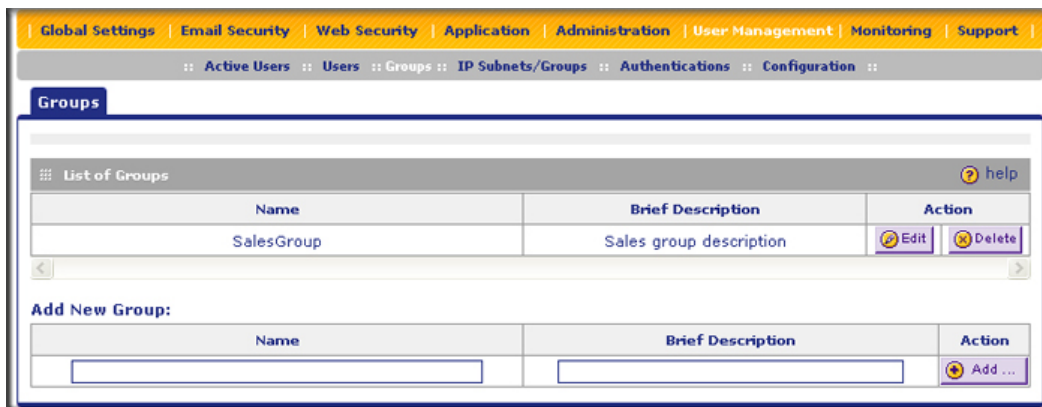 | Global Settings | Email Security | Web Security | Application | Administration | User Management | Monitoring | Support |
:: Active Users :: Users :: Groups :: IP Subnets/Groups :: Authentications :: Configuration ::
Groups
List of Groups ? help
Name Brief Description Action
SalesGroup Sales group description Edit Delete
Add New Group:
Name Brief Description Action
Add ...